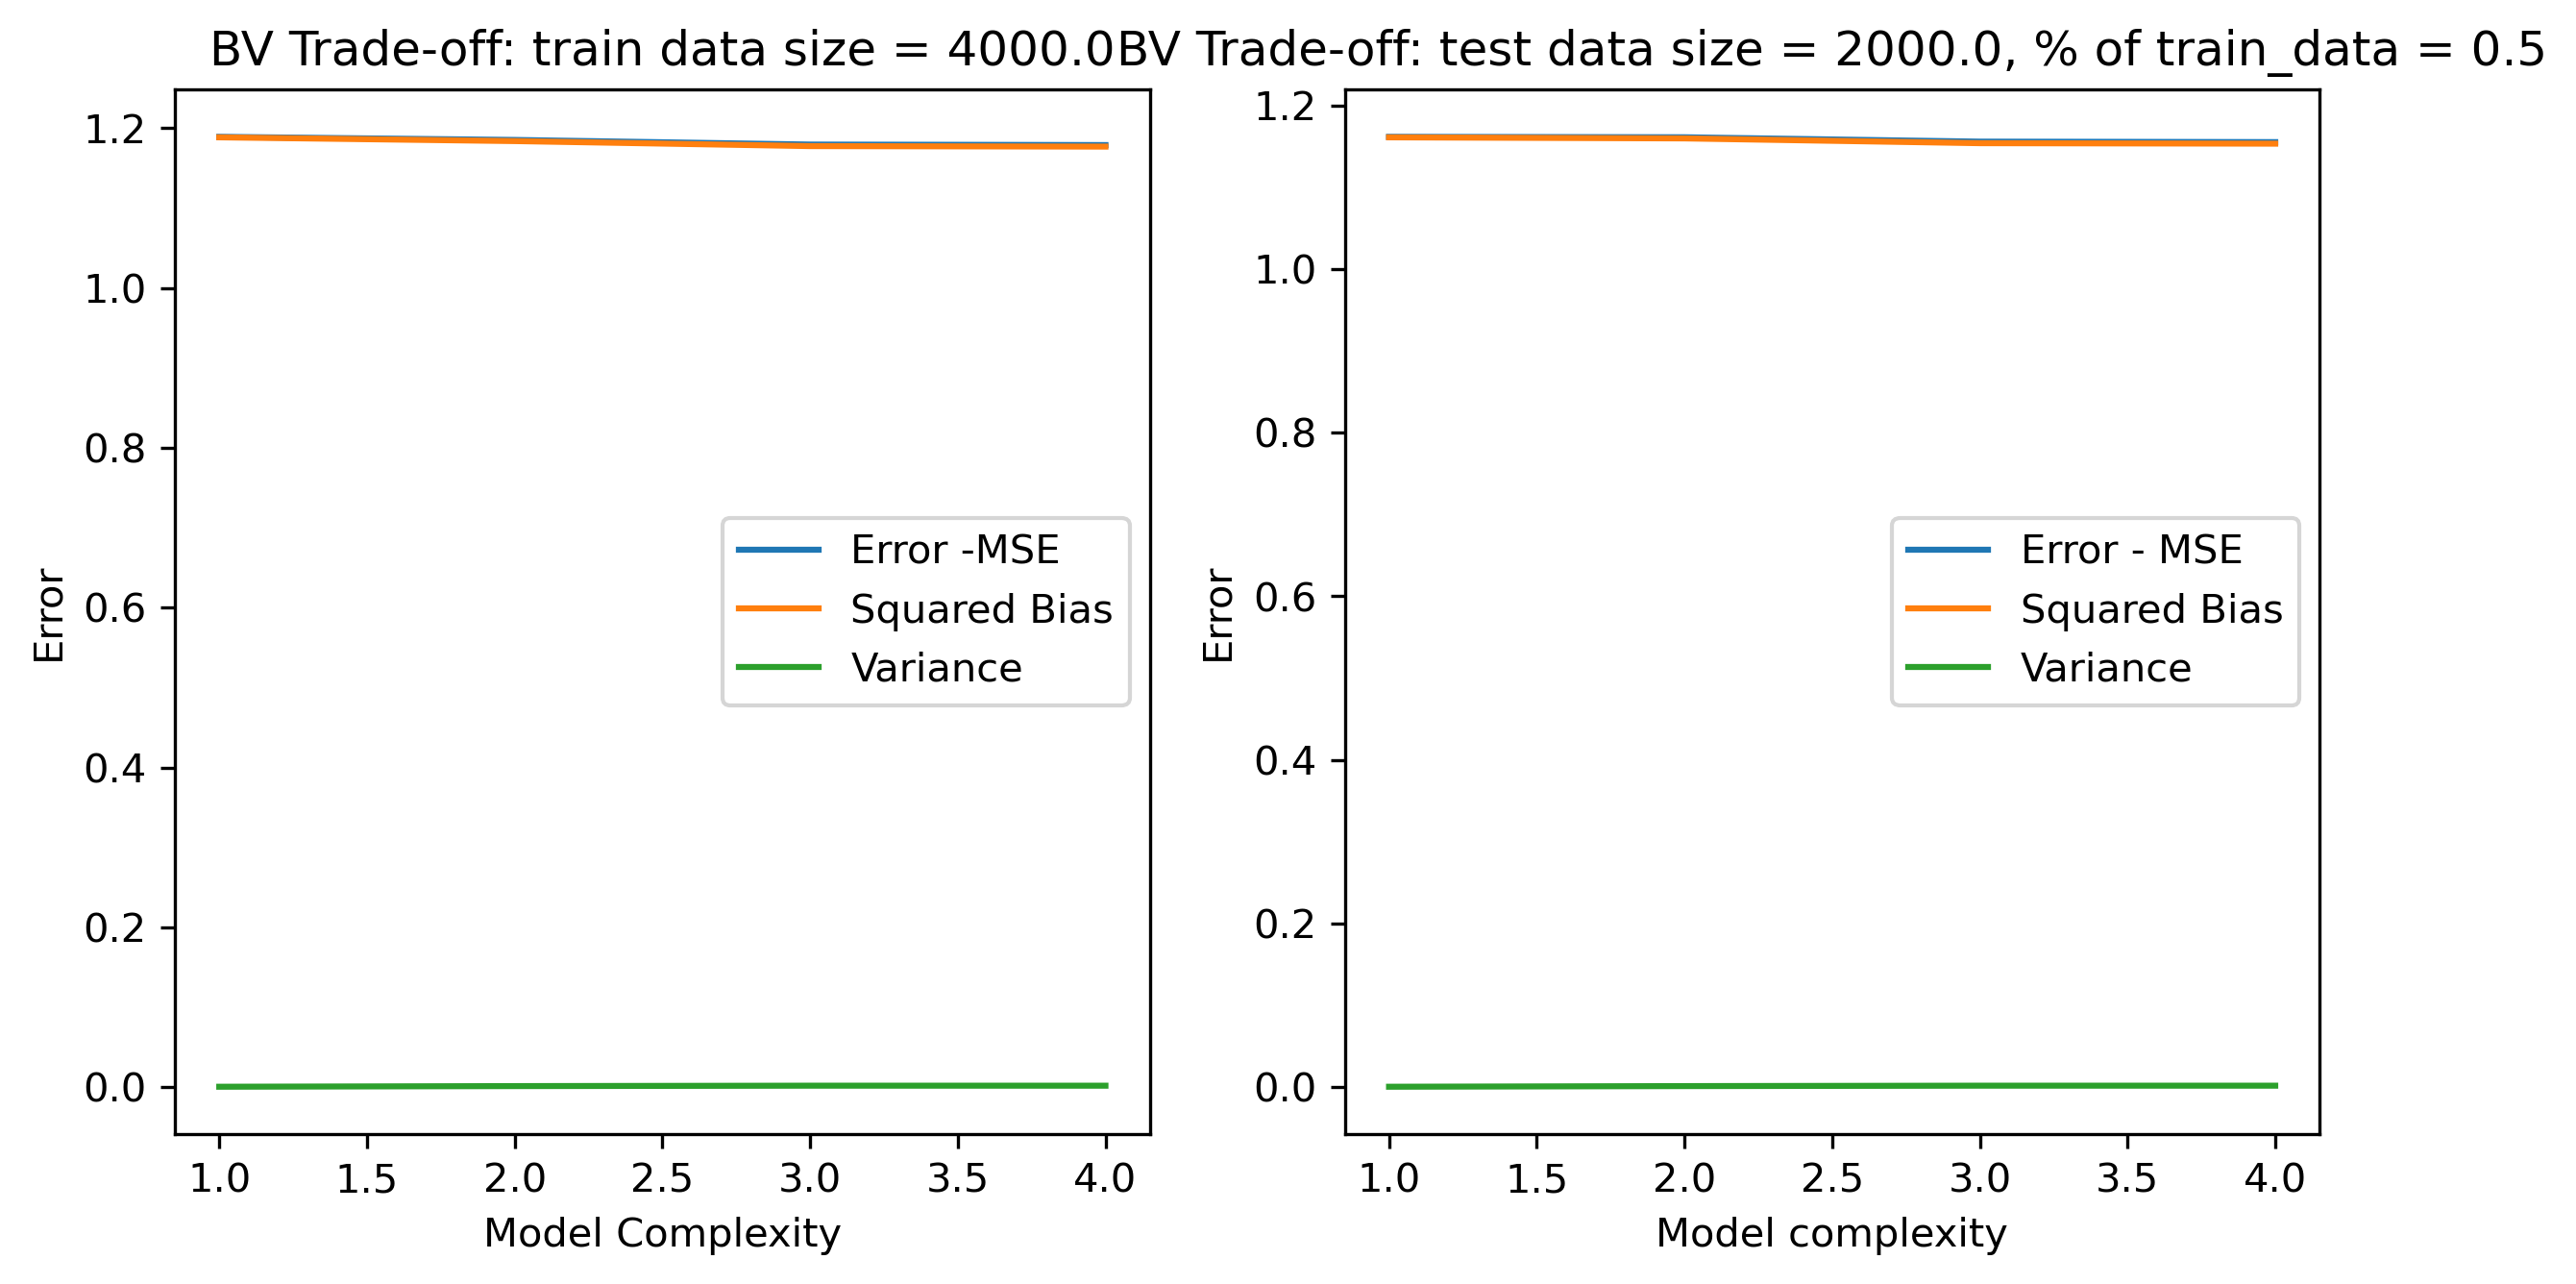 BV Trade-off: train data size = 4000.0
1.2
1.0
0.8
0.6
0.4
0.2
0.0
Error
Error -MSE
Squared Bias
Variance
1.0 1.5 2.0 2.5 3.0 3.5 4.0
Model Complexity
BV Trade-off: test data size = 2000.0, % of train_data = 0.5
1.2
1.0
0.8
0.6
0.4
0.2
0.0
Error
Error - MSE
Squared Bias
Variance
1.0 1.5 2.0 2.5 3.0 3.5 4.0
Model complexity